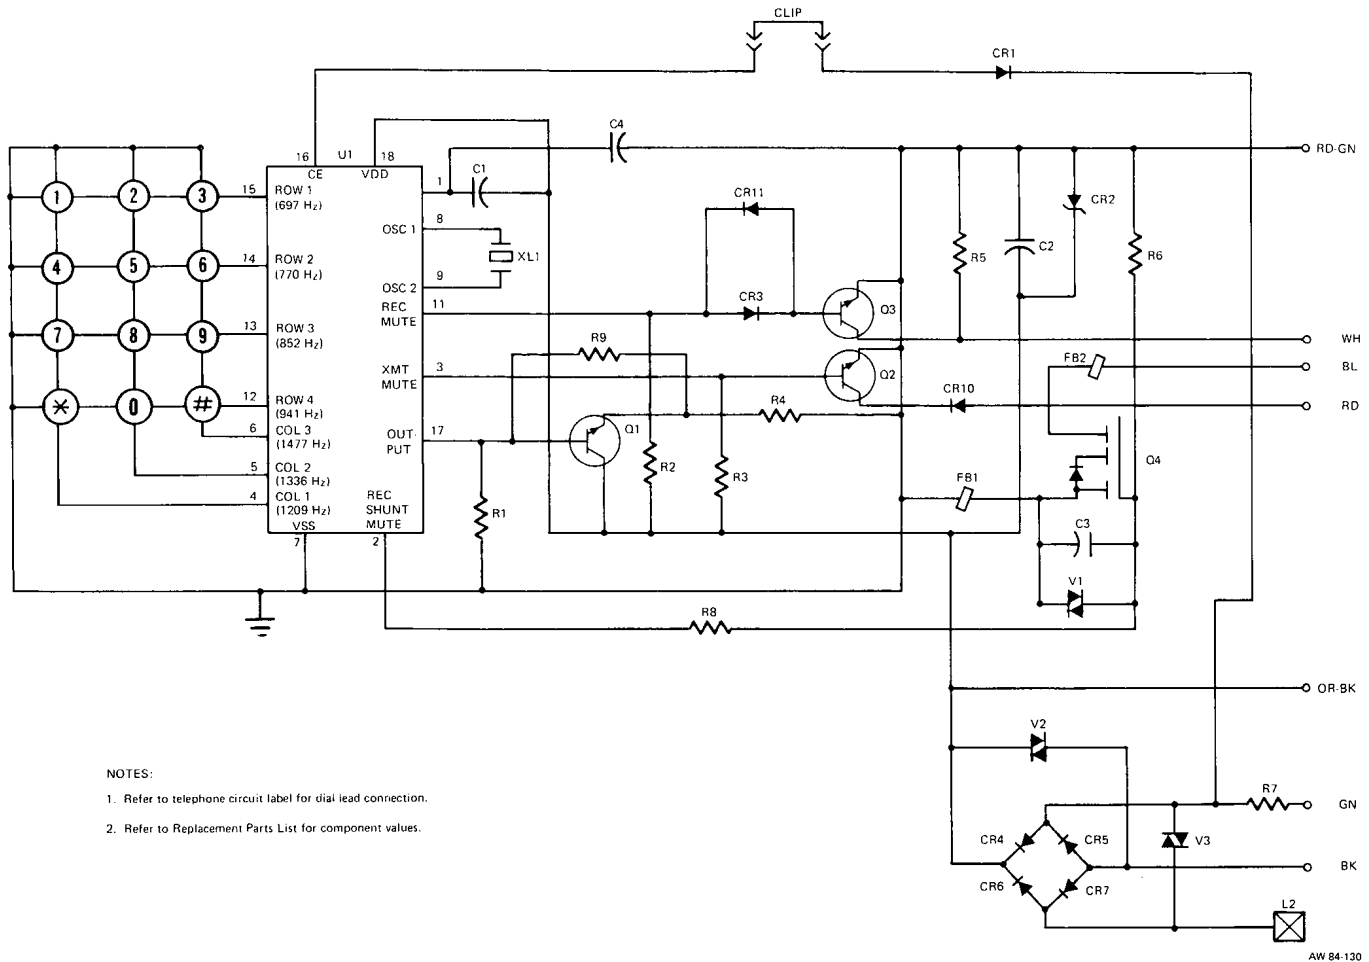 CLIP
CR1
C4
16 U1 18
CE VDD
RD-GN
C1
1
1 2 3
15 ROW 1
(697 Hz)
CR11
CR2
8
OSC 1
XL1
R5
C2
R6
4 5 6
14 ROW 2
(770 Hz)
9
OSC 2
11
REC
MUTE
CR3
Q3
7 8 9
13 ROW 3
(852 Hz)
R9
WH
FB2
BL
XMT
MUTE
3
Q2
CR10
RD
* 0 #
12 ROW 4
(941 Hz)
R4
6 COL 3
(1477 Hz)
OUT-
PUT
17
Q1
Q4
5 COL 2
(1336 Hz)
R2
R3
FB1
4 COL 1
(1209 Hz)
REC
SHUNT
MUTE
R1
VSS
7 2
C3
V1
R8
OR-BK
V2
NOTES:
1. Refer to telephone circuit label for dial lead connection.
2. Refer to Replacement Parts List for component values.
R7
GN
CR4 CR5
V3
BK
CR6 CR7
L2
AW 84-130